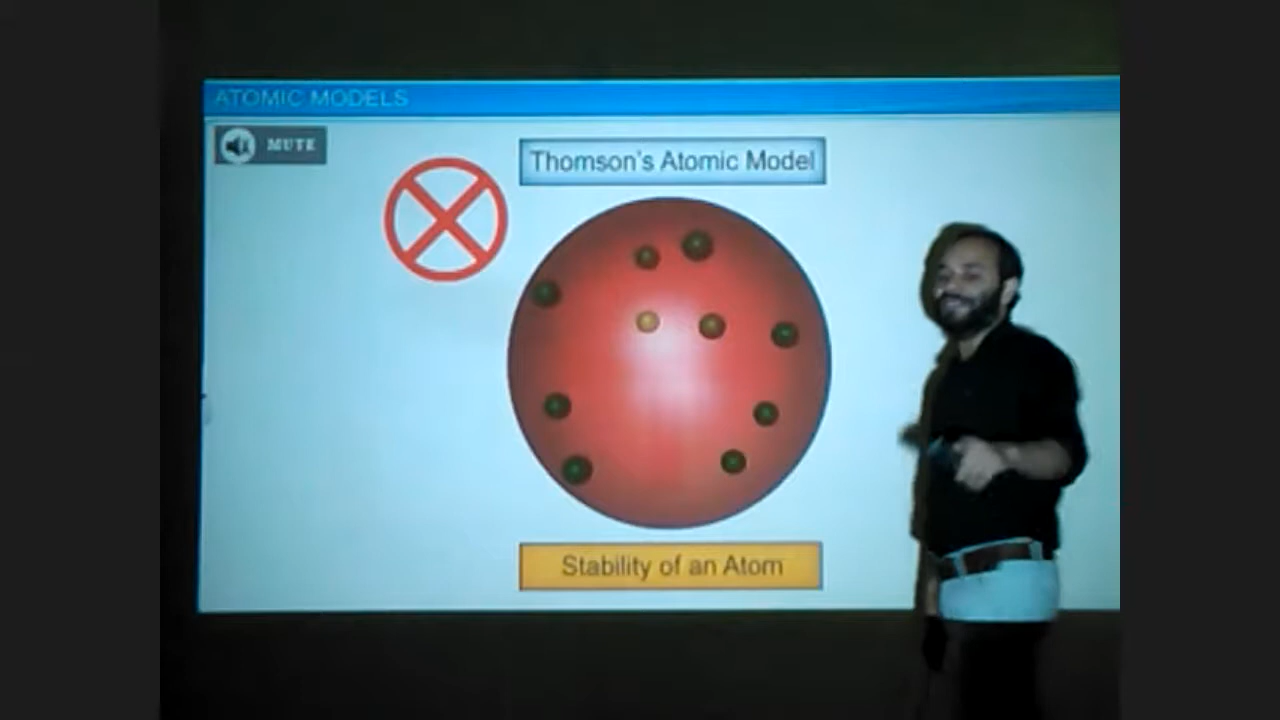 ATOMIC MODELS
MUTE
Thomson's Atomic Model
Stability of an Atom